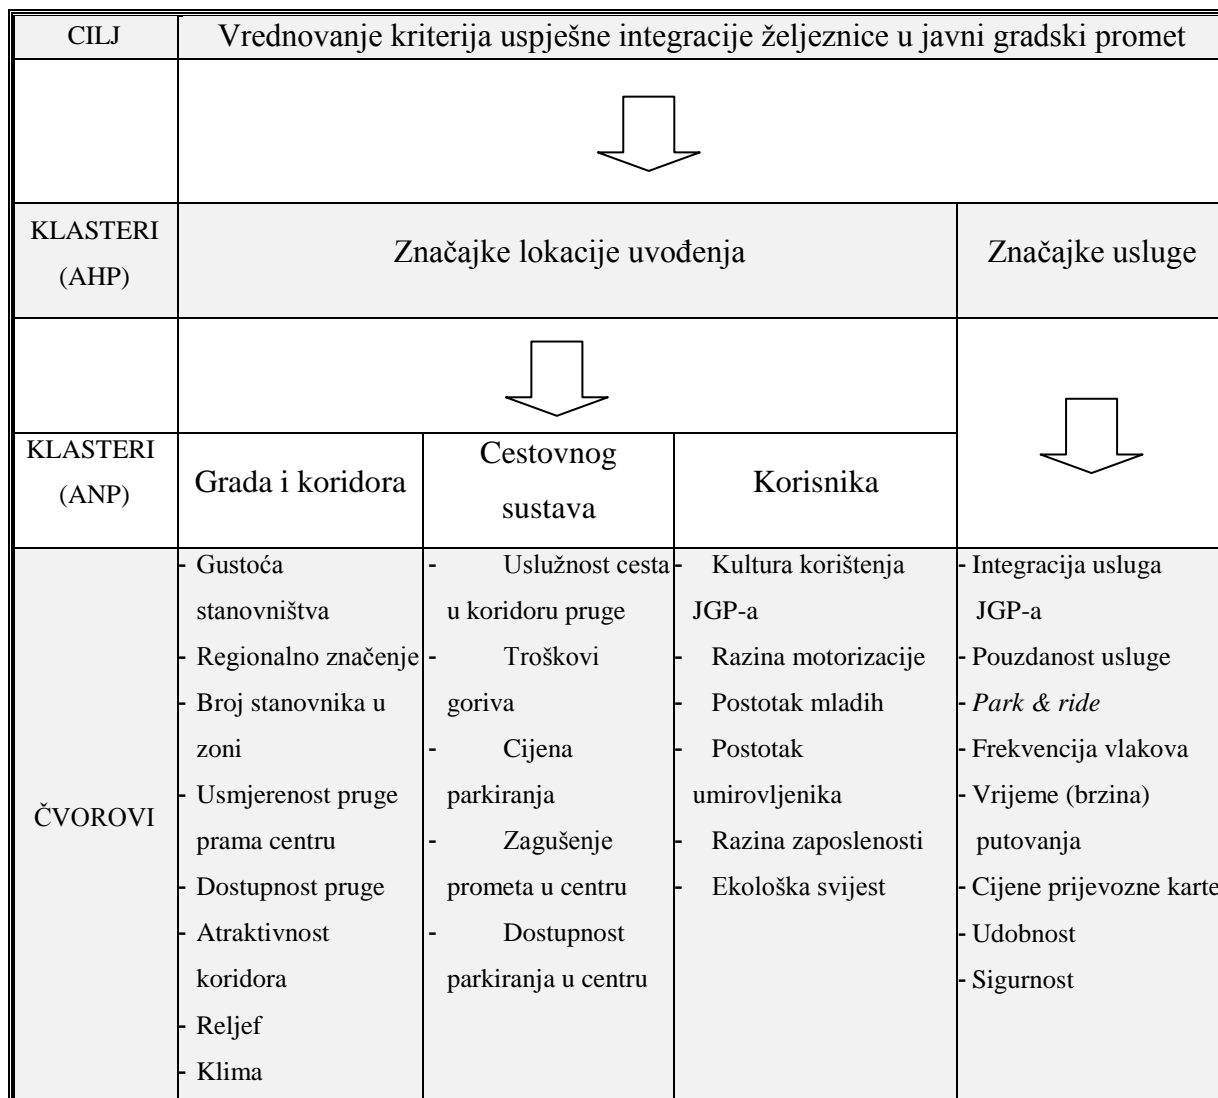 CILJ
Vrednovanje kriterija uspješne integracije željeznice u javni gradski promet
KLASTERI
(AHP)
Značajke lokacije uvođenja
Značajke usluge
KLASTERI
(ANP)
Grada i koridora
Cestovnog
sustava
Korisnika
ČVOROVI
- Gustoća
stanovništva
- Regionalno značenje
- Broj stanovnika u
zoni
- Usmjerenost pruge
prama centru
- Dostupnost pruge
- Atraktivnost
koridora
- Reljef
- Klima
- Uslužnost cesta
u koridoru pruge
- Troškovi
goriva
- Cijena
parkiranja
- Zagušenje
prometa u centru
- Dostupnost
parkiranja u centru
- Kultura korištenja
JGP-a
- Razina motorizacije
- Postotak mladih
- Postotak
umirovljenika
- Razina zaposlenosti
- Ekološka svijest
- Integracija usluga
JGP-a
- Pouzdanost usluge
- Park & ride
- Frekvencija vlakova
- Vrijeme (brzina)
putovanja
- Cijene prijevozne karte
- Udobnost
- Sigurnost